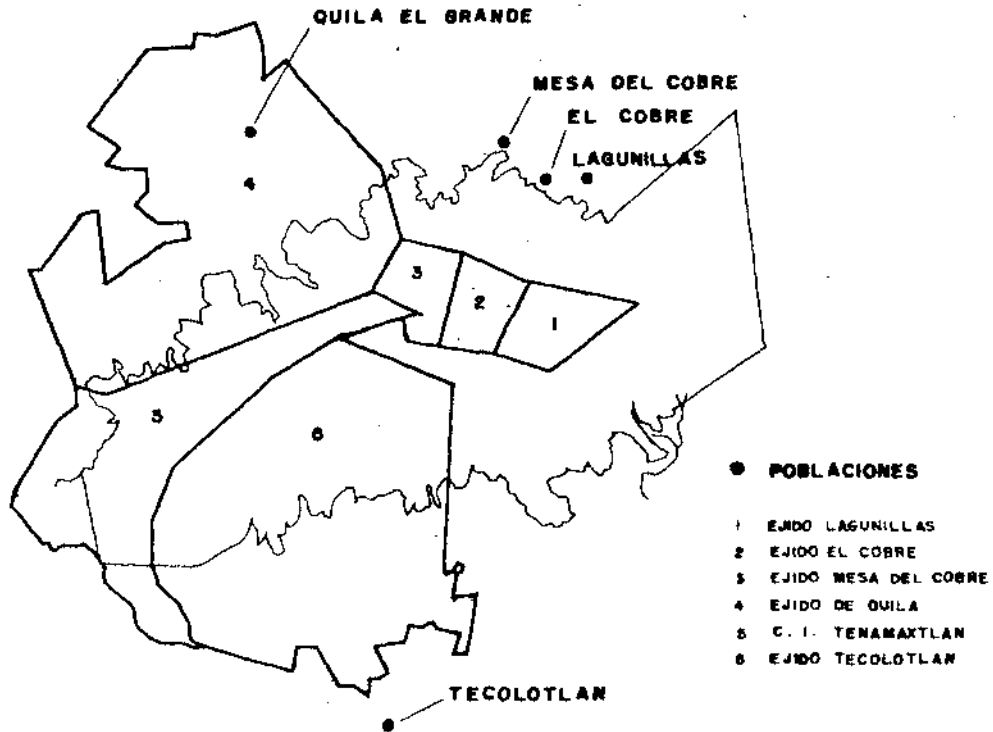 QUILA EL GRANDE
MESA DEL COBRE
EL COBRE
LAGUNILLAS
4
3
2
1
5
6
● POBLACIONES
1 EJIDO LAGUNILLAS
2 EJIDO EL COBRE
3 EJIDO MESA DEL COBRE
4 EJIDO DE QUILA
5 C. I. TENAMAXTLAN
6 EJIDO TECOLOTLAN
TECOLOTLAN